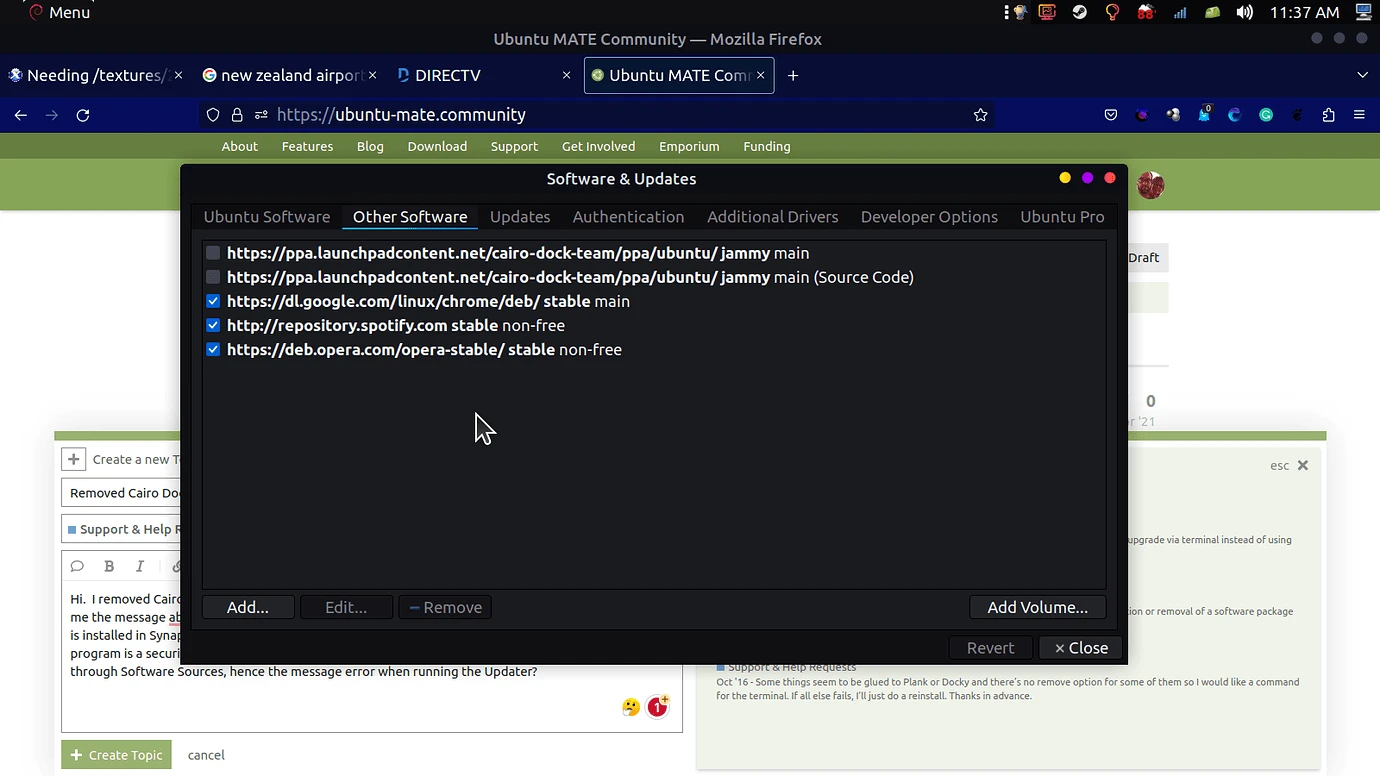 Menu
88
11:37 AM
Ubuntu MATE Community — Mozilla Firefox
Needing /textures/
new zealand airport
DIRECTV
Ubuntu MATE Com
https://ubuntu-mate.community
0
About Features Blog Download Support Get Involved Emporium Funding
Software & Updates
Ubuntu Software Other Software Updates Authentication Additional Drivers Developer Options Ubuntu Pro
https://ppa.launchpadcontent.net/cairo-dock-team/ppa/ubuntu/ jammy main
https://ppa.launchpadcontent.net/cairo-dock-team/ppa/ubuntu/ jammy main (Source Code)
https://dl.google.com/linux/chrome/deb/ stable main
http://repository.spotify.com stable non-free
https://deb.opera.com/opera-stable/ stable non-free
Draft
0
'21
Add... Edit... Remove Add Volume...
Revert Close
Create a new T
esc
Removed Cairo Do
Support & Help R
upgrade via terminal instead of using
B I
Hi. I removed Cairo
me the message ab
is installed in Synap
program is a securi
through Software Sources, hence the message error when running the Updater?
tion or removal of a software package
Support & Help Requests
Oct '16 - Some things seem to be glued to Plank or Docky and there's no remove option for some of them so I would like a command
for the terminal. If all else fails, I'll just do a reinstall. Thanks in advance.
1
Create Topic cancel